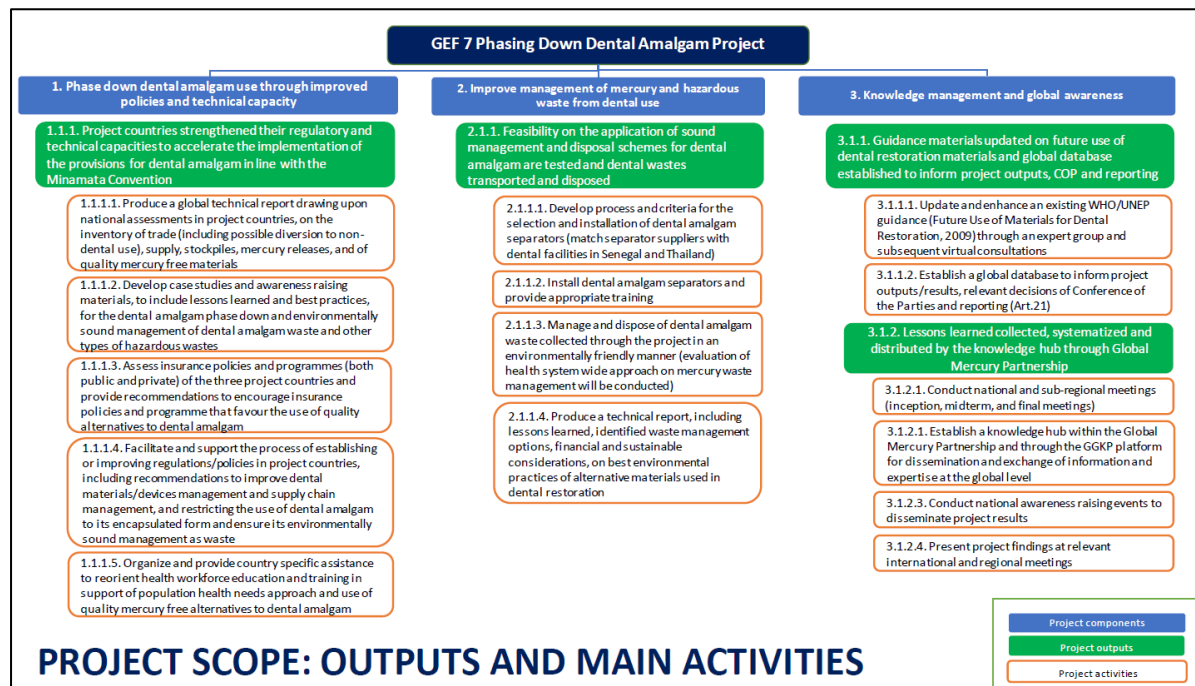 GEF 7 Phasing Down Dental Amalgam Project
1. Phase down dental amalgam use through improved
policies and technical capacity
1.1.1. Project countries strengthened their regulatory and
technical capacities to accelerate the implementation of
the provisions for dental amalgam in line with the
Minamata Convention
1.1.1.1. Produce a global technical report drawing upon
national assessments in project countries, on the
inventory of trade (including possible diversion to non-
dental use), supply, stockpiles, mercury releases, and of
quality mercury free materials
1.1.1.2. Develop case studies and awareness raising
materials, to include lessons learned and best practices,
for the dental amalgam phase down and environmentally
sound management of dental amalgam waste and other
types of hazardous wastes
1.1.1.3. Assess insurance policies and programmes (both
public and private) of the three project countries and
provide recommendations to encourage insurance
policies and programme that favour the use of quality
alternatives to dental amalgam
1.1.1.4. Facilitate and support the process of establishing
or improving regulations/policies in project countries,
including recommendations to improve dental
materials/devices management and supply chain
management, and restricting the use of dental amalgam
to its encapsulated form and ensure its environmentally
sound management as waste
1.1.1.5. Organize and provide country specific assistance
to reorient health workforce education and training in
support of population health needs approach and use of
quality mercury free alternatives to dental amalgam
2. Improve management of mercury and hazardous
waste from dental use
2.1.1. Feasibility on the application of sound
management and disposal schemes for dental
amalgam are tested and dental wastes
transported and disposed
2.1.1.1. Develop process and criteria for the
selection and installation of dental amalgam
separators (match separator suppliers with
dental facilities in Senegal and Thailand)
2.1.1.2. Install dental amalgam separators and
provide appropriate training
2.1.1.3. Manage and dispose of dental amalgam
waste collected through the project in an
environmentally friendly manner (evaluation of
health system wide approach on mercury waste
management will be conducted)
2.1.1.4. Produce a technical report, including
lessons learned, identified waste management
options, financial and sustainable
considerations, on best environmental
practices of alternative materials used in
dental restoration
3. Knowledge management and global awareness
3.1.1. Guidance materials updated on future use of
dental restoration materials and global database
established to inform project outputs, COP and reporting
3.1.1.1. Update and enhance an existing WHO/UNEP
guidance (Future Use of Materials for Dental
Restoration, 2009) through an expert group and
subsequent virtual consultations
3.1.1.2. Establish a global database to inform project
outputs/results, relevant decisions of Conference of
the Parties and reporting (Art.21)
3.1.2. Lessons learned collected, systematized and
distributed by the knowledge hub through Global
Mercury Partnership
3.1.2.1. Conduct national and sub-regional meetings
(inception, midterm, and final meetings)
3.1.2.1. Establish a knowledge hub within the Global
Mercury Partnership and through the GGKP platform
for dissemination and exchange of information and
expertise at the global level
3.1.2.3. Conduct national awareness raising events to
disseminate project results
3.1.2.4. Present project findings at relevant
international and regional meetings
PROJECT SCOPE: OUTPUTS AND MAIN ACTIVITIES
Project components
Project outputs
Project activities